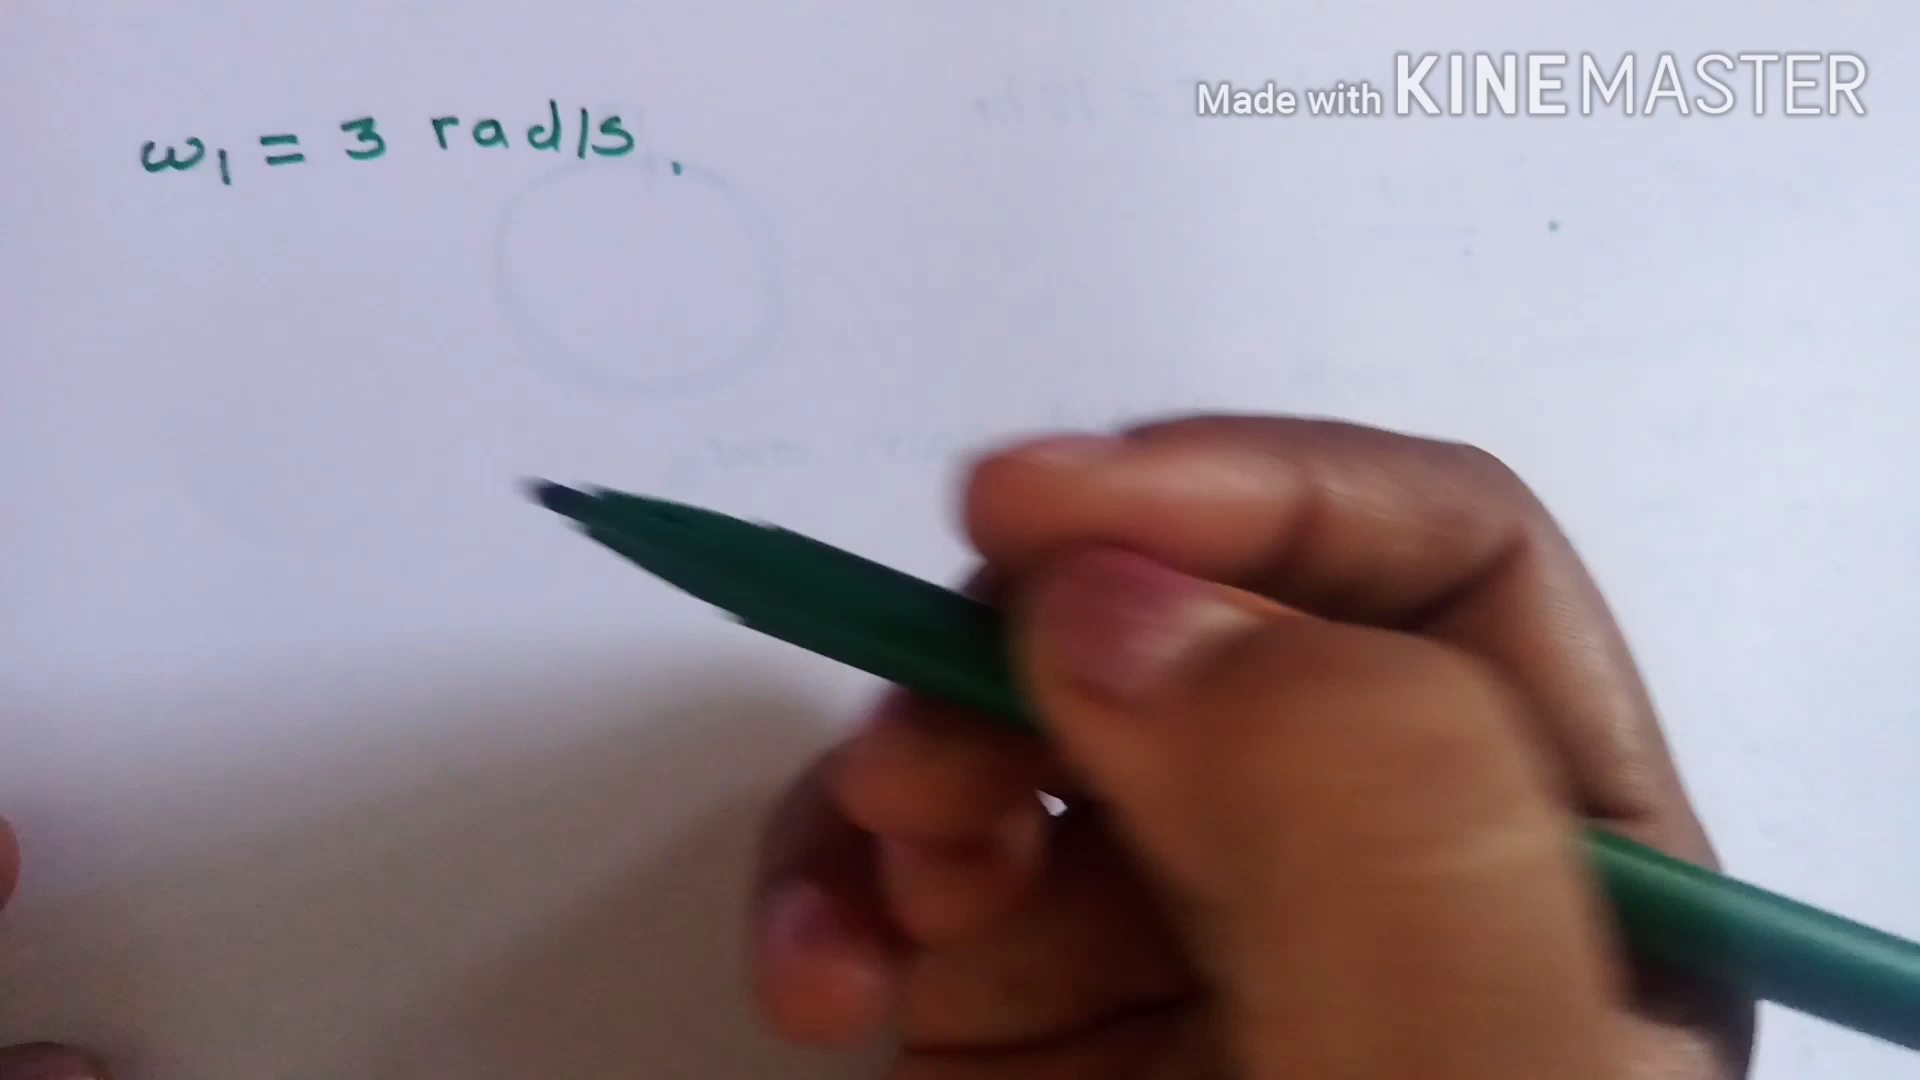 Made with KINEMASTER
ω₁ = 3 rad/s.